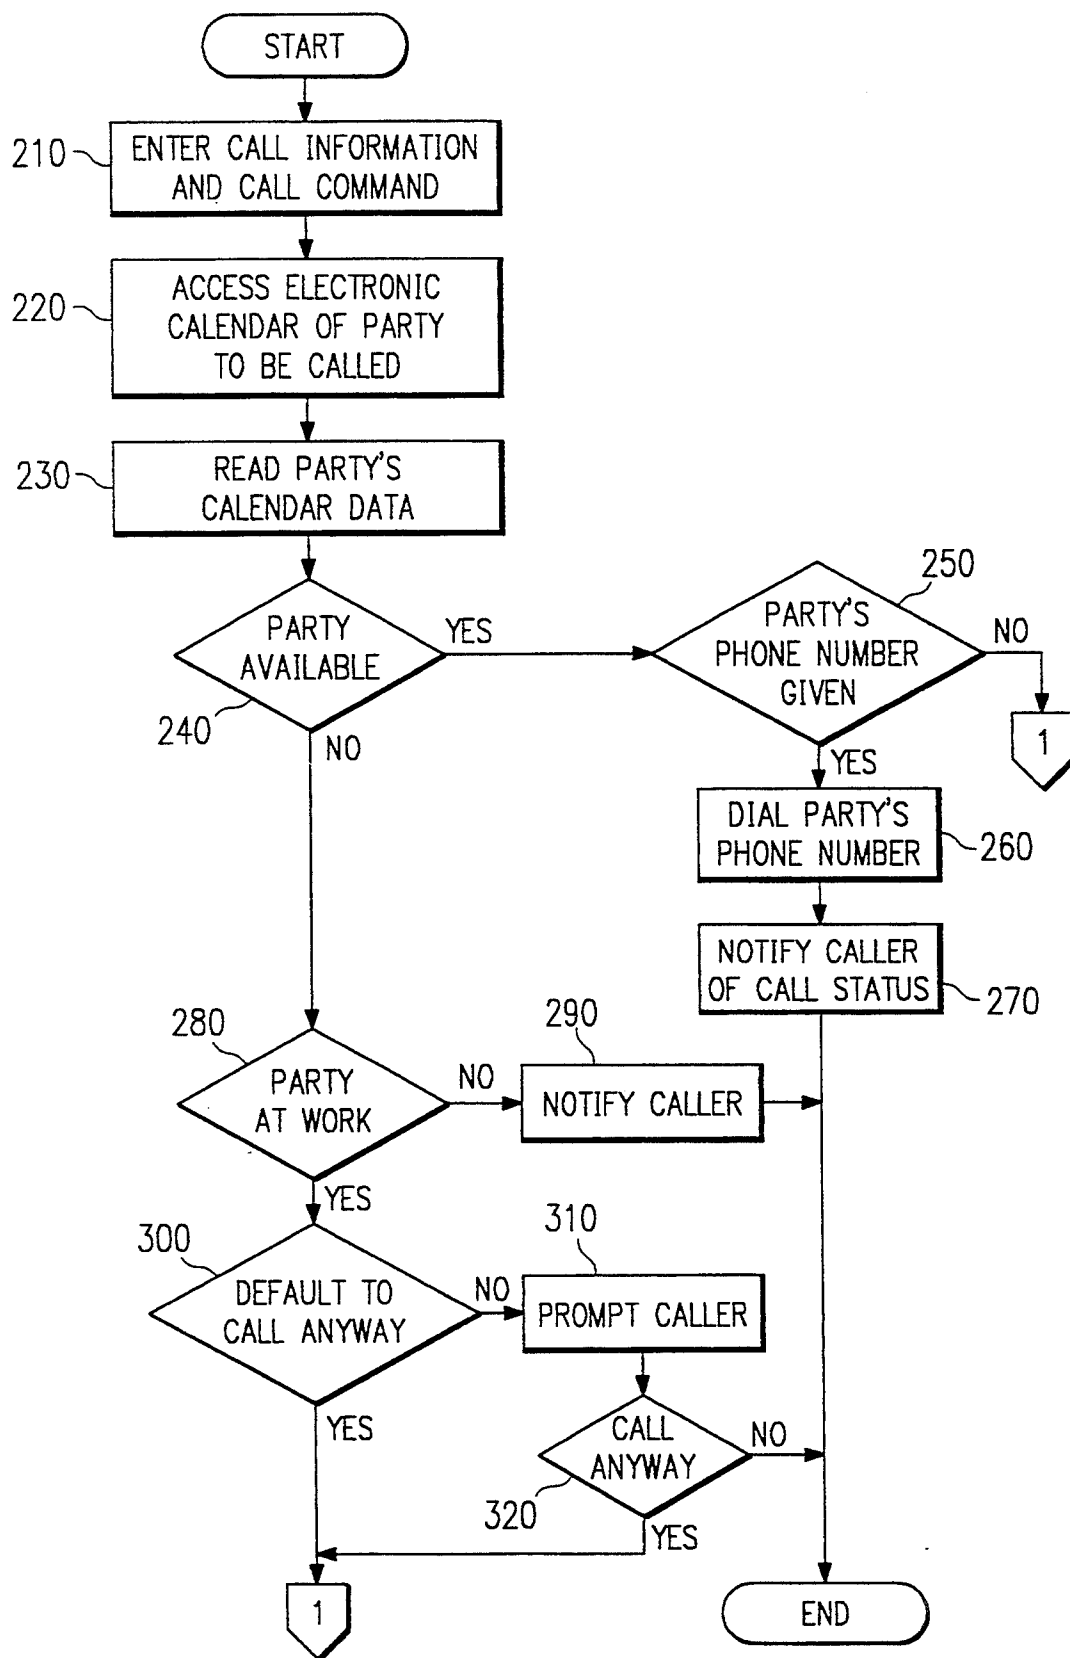 START
210
ENTER CALL INFORMATION
AND CALL COMMAND
220
ACCESS ELECTRONIC
CALENDAR OF PARTY
TO BE CALLED
230
READ PARTY'S
CALENDAR DATA
PARTY
AVAILABLE
240
YES
NO
250
PARTY'S
PHONE NUMBER
GIVEN
NO
1
YES
DIAL PARTY'S
PHONE NUMBER
260
NOTIFY CALLER
OF CALL STATUS
270
280
PARTY
AT WORK
NO
290
NOTIFY CALLER
YES
300
DEFAULT TO
CALL ANYWAY
NO
310
PROMPT CALLER
YES
CALL
ANYWAY
NO
320
YES
1
END